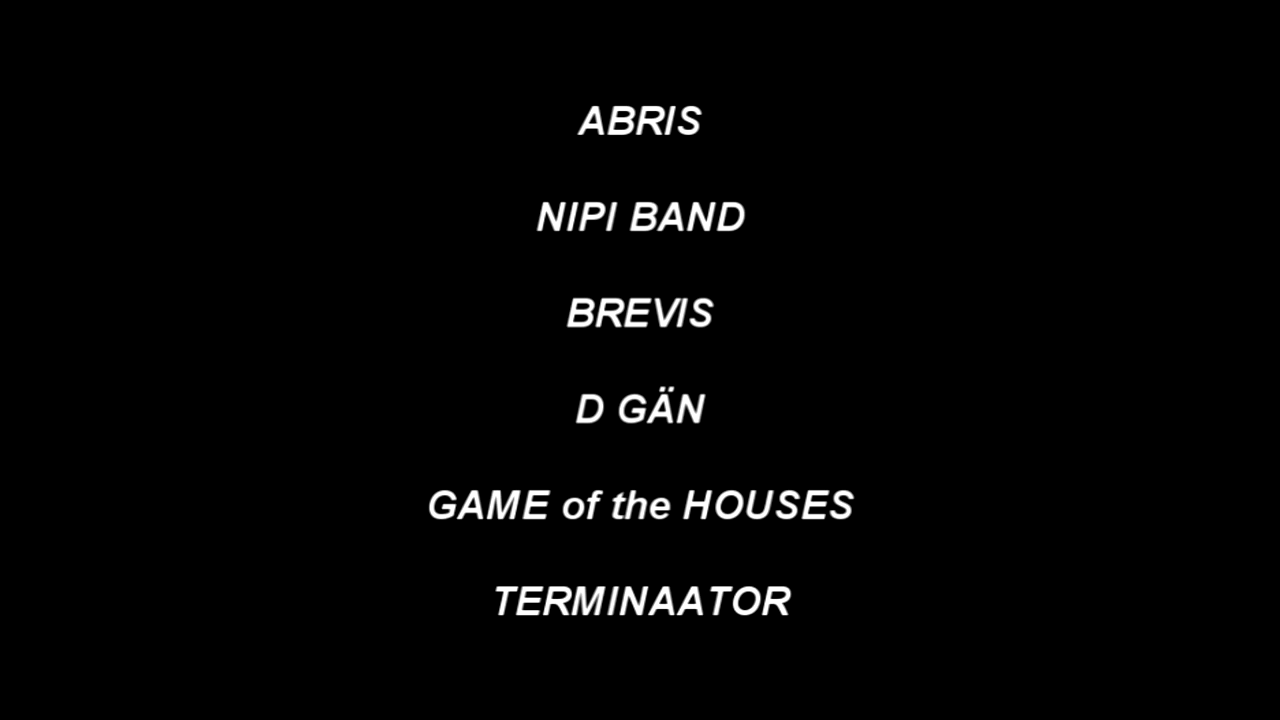 ABRIS
NIPI BAND
BREVIS
D GÄN
GAME of the HOUSES
TERMINAATOR